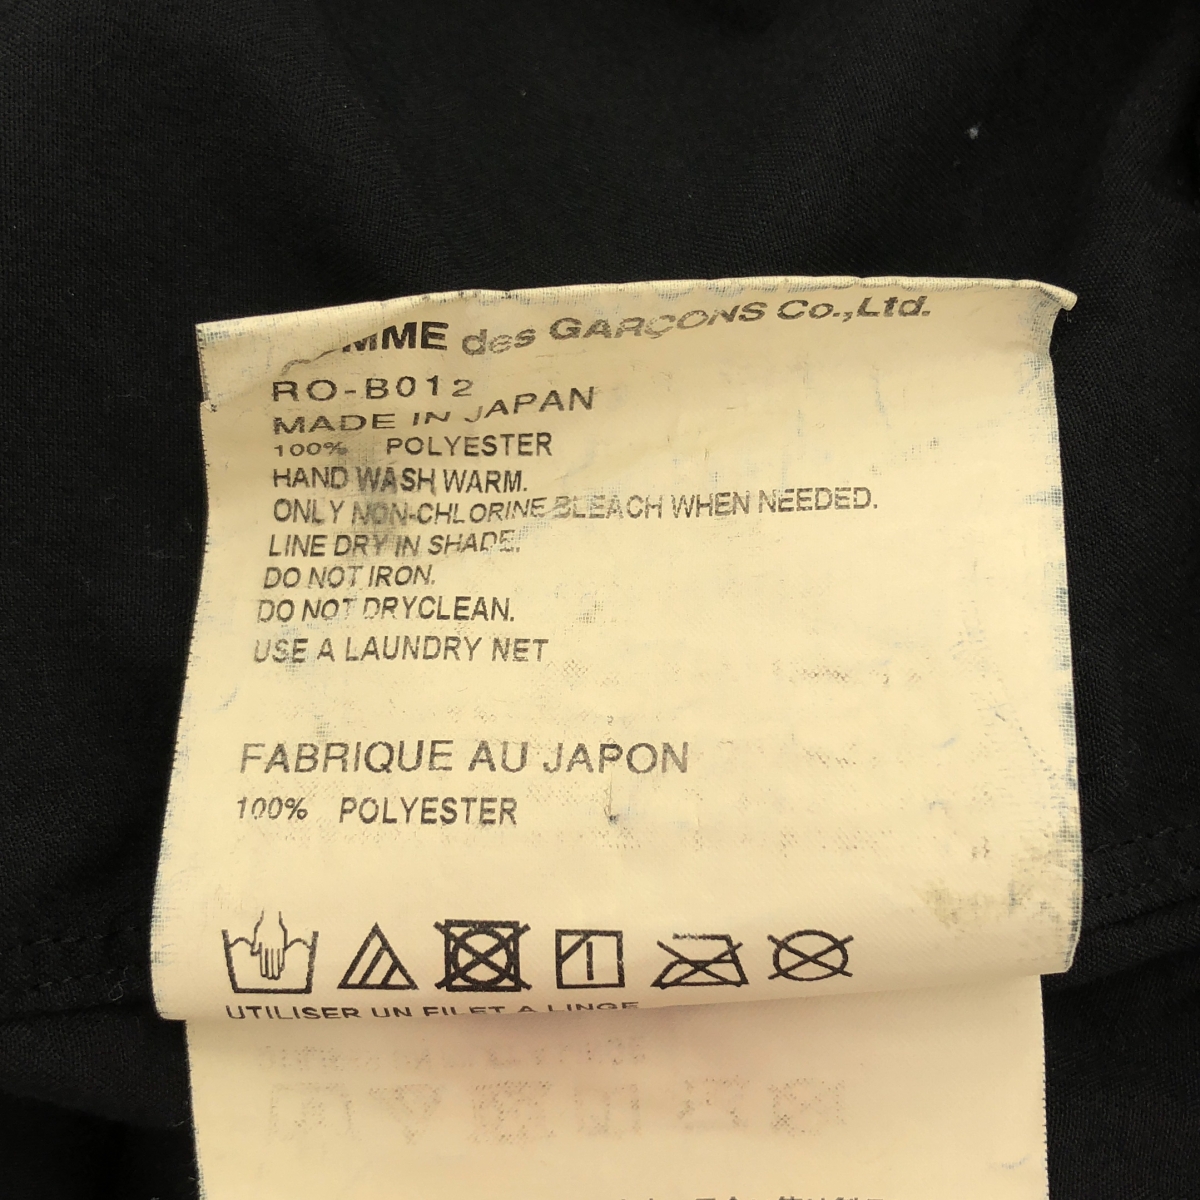 COMME des GARÇONS Co.,Ltd.
RO-B012
MADE IN JAPAN
100% POLYESTER
HAND WASH WARM.
ONLY NON-CHLORINE BLEACH WHEN NEEDED.
LINE DRY IN SHADE.
DO NOT IRON.
DO NOT DRYCLEAN.
USE A LAUNDRY NET
FABRIQUE AU JAPON
100% POLYESTER
UTILISER UN FILET A LINGE